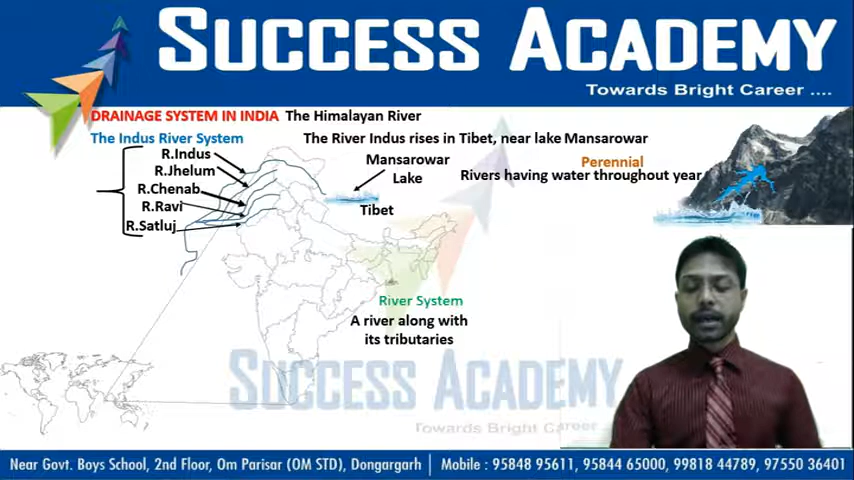 SUCCESS ACADEMY
Towards Bright Career ....
DRAINAGE SYSTEM IN INDIA The Himalayan River
The Indus River System
The River Indus rises in Tibet, near lake Mansarowar
R.Indus
R.Jhelum
R.Chenab
R.Ravi
R.Satluj
Mansarowar
Lake
Tibet
Perennial
Rivers having water throughout year
River System
A river along with
its tributaries
SUCCESS ACADEMY
Towards Bright Career ....
Near Govt. Boys School, 2nd Floor, Om Parisar (OM STD), Dongargarh | Mobile : 95848 95611, 95844 65000, 99818 44789, 97550 36401